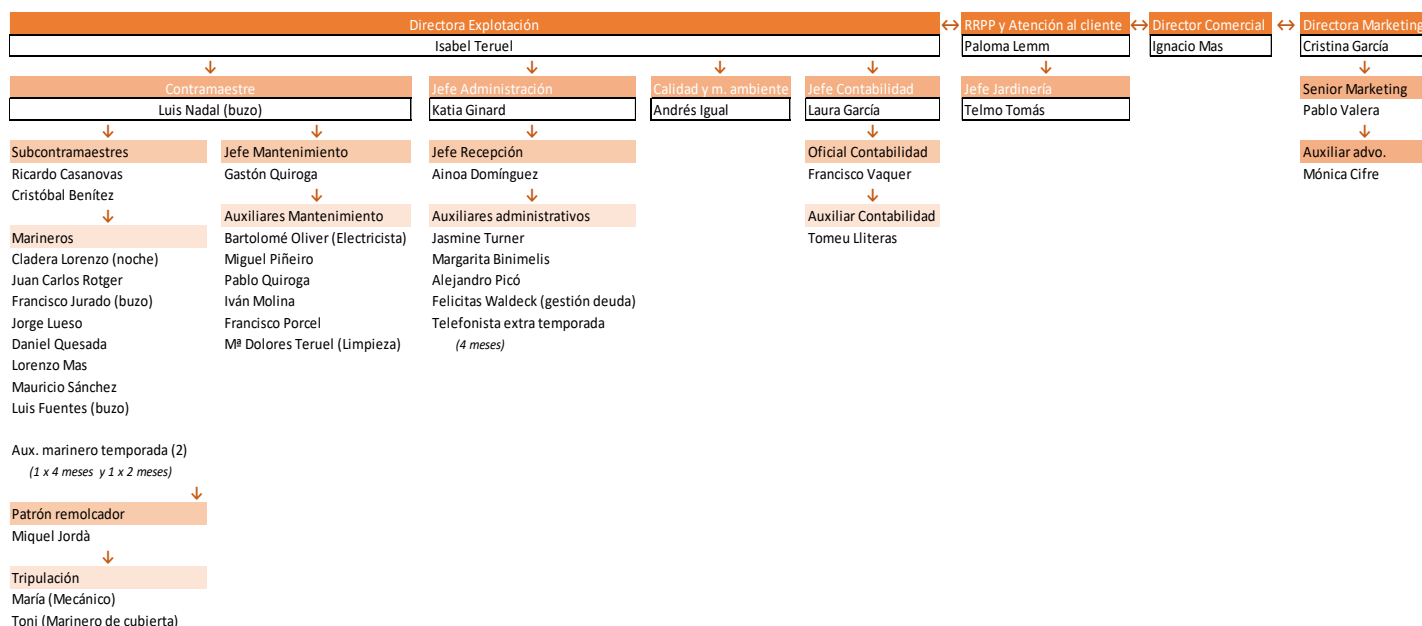 Directora Explotación ↔ RRPP y Atención al cliente ↔ Director Comercial ↔ Directora Marketing
Isabel Teruel Paloma Lemm Ignacio Mas Cristina García
Contramaestre Jefe Administración Calidad y m. ambiente Jefe Contabilidad Jefe Jardinería Senior Marketing
Luis Nadal (buzo) Katia Ginard Andrés Igual Laura García Telmo Tomás Pablo Valera
Subcontramaestres Jefe Mantenimiento Jefe Recepción Oficial Contabilidad Auxiliar advo.
Ricardo Casanovas Gastón Quiroga Ainoa Domínguez Francisco Vaquer Mónica Cifre
Cristóbal Benítez
Auxiliares Mantenimiento Auxiliares administrativos Auxiliar Contabilidad
Marineros Bartolomé Oliver (Electricista) Jasmine Turner Tomeu Lliteras
Cladera Lorenzo (noche) Miguel Piñeiro Margarita Binimelis
Juan Carlos Rotger Pablo Quiroga Alejandro Picó
Francisco Jurado (buzo) Iván Molina Felicitas Waldeck (gestión deuda)
Jorge Lueso Francisco Porcel Telefonista extra temporada
Daniel Quesada Mª Dolores Teruel (Limpieza) (4 meses)
Lorenzo Mas
Mauricio Sánchez
Luis Fuentes (buzo)
Aux. marinero temporada (2)
(1 x 4 meses y 1 x 2 meses)
Patrón remolcador
Miquel Jordà
Tripulación
María (Mecánico)
Toni (Marinero de cubierta)